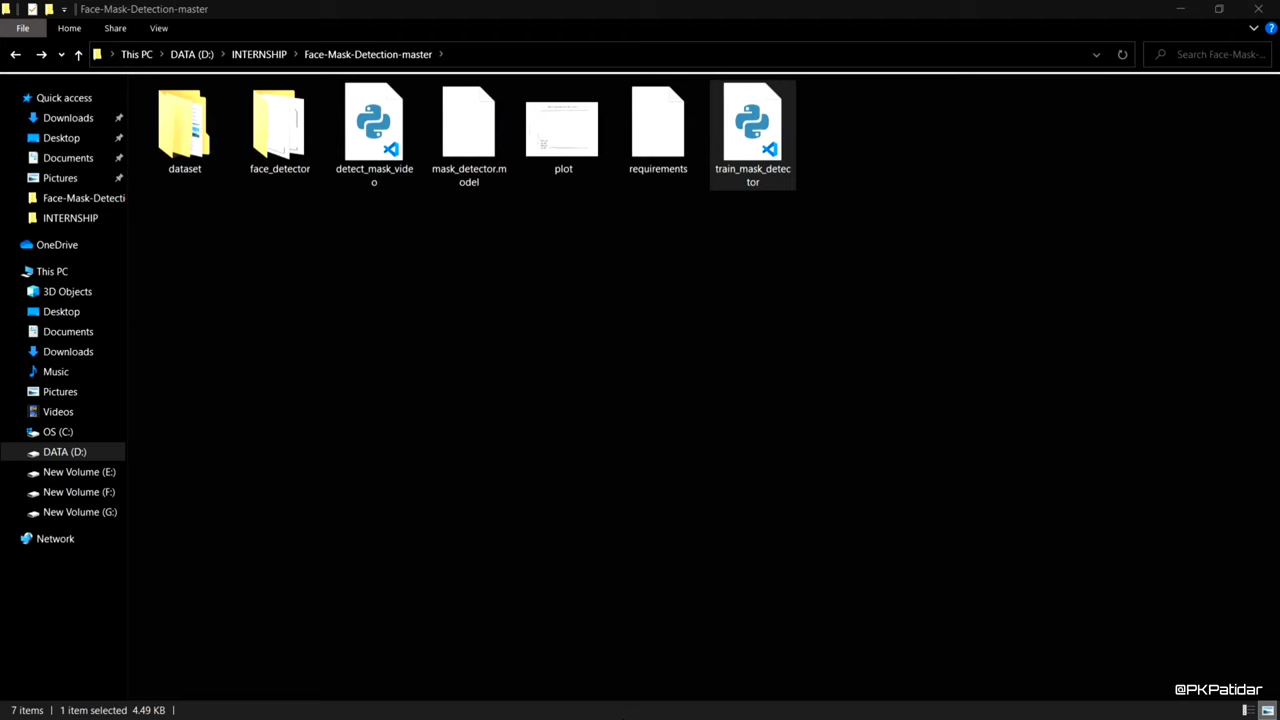 Face-Mask-Detection-master
File Home Share View
This PC DATA (D:) INTERNSHIP Face-Mask-Detection-master Search Face-Mask-...
Quick access
Downloads
Desktop
Documents
Pictures
Face-Mask-Detecti
INTERNSHIP
OneDrive
This PC
3D Objects
Desktop
Documents
Downloads
Music
Pictures
Videos
OS (C:)
DATA (D:)
New Volume (E:)
New Volume (F:)
New Volume (G:)
Network
dataset
face_detector
detect_mask_vide
o
mask_detector.m
odel
plot
requirements
train_mask_detec
tor
7 items 1 item selected 4.49 KB
@PKPatidar